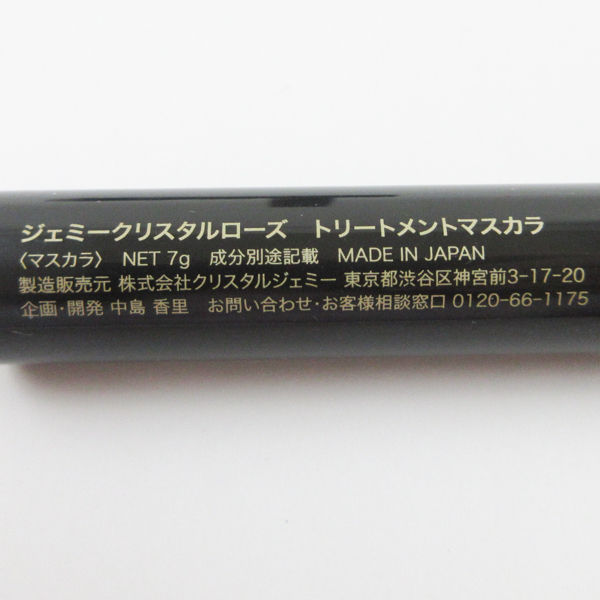 ジェミークリスタルローズ　トリートメントマスカラ
〈マスカラ〉　NET 7g　成分別途記載　MADE IN JAPAN
製造販売元 株式会社クリスタルジェミー 東京都渋谷区神宮前3-17-20
企画・開発 中島 香里　お問い合わせ・お客様相談窓口 0120-66-1175